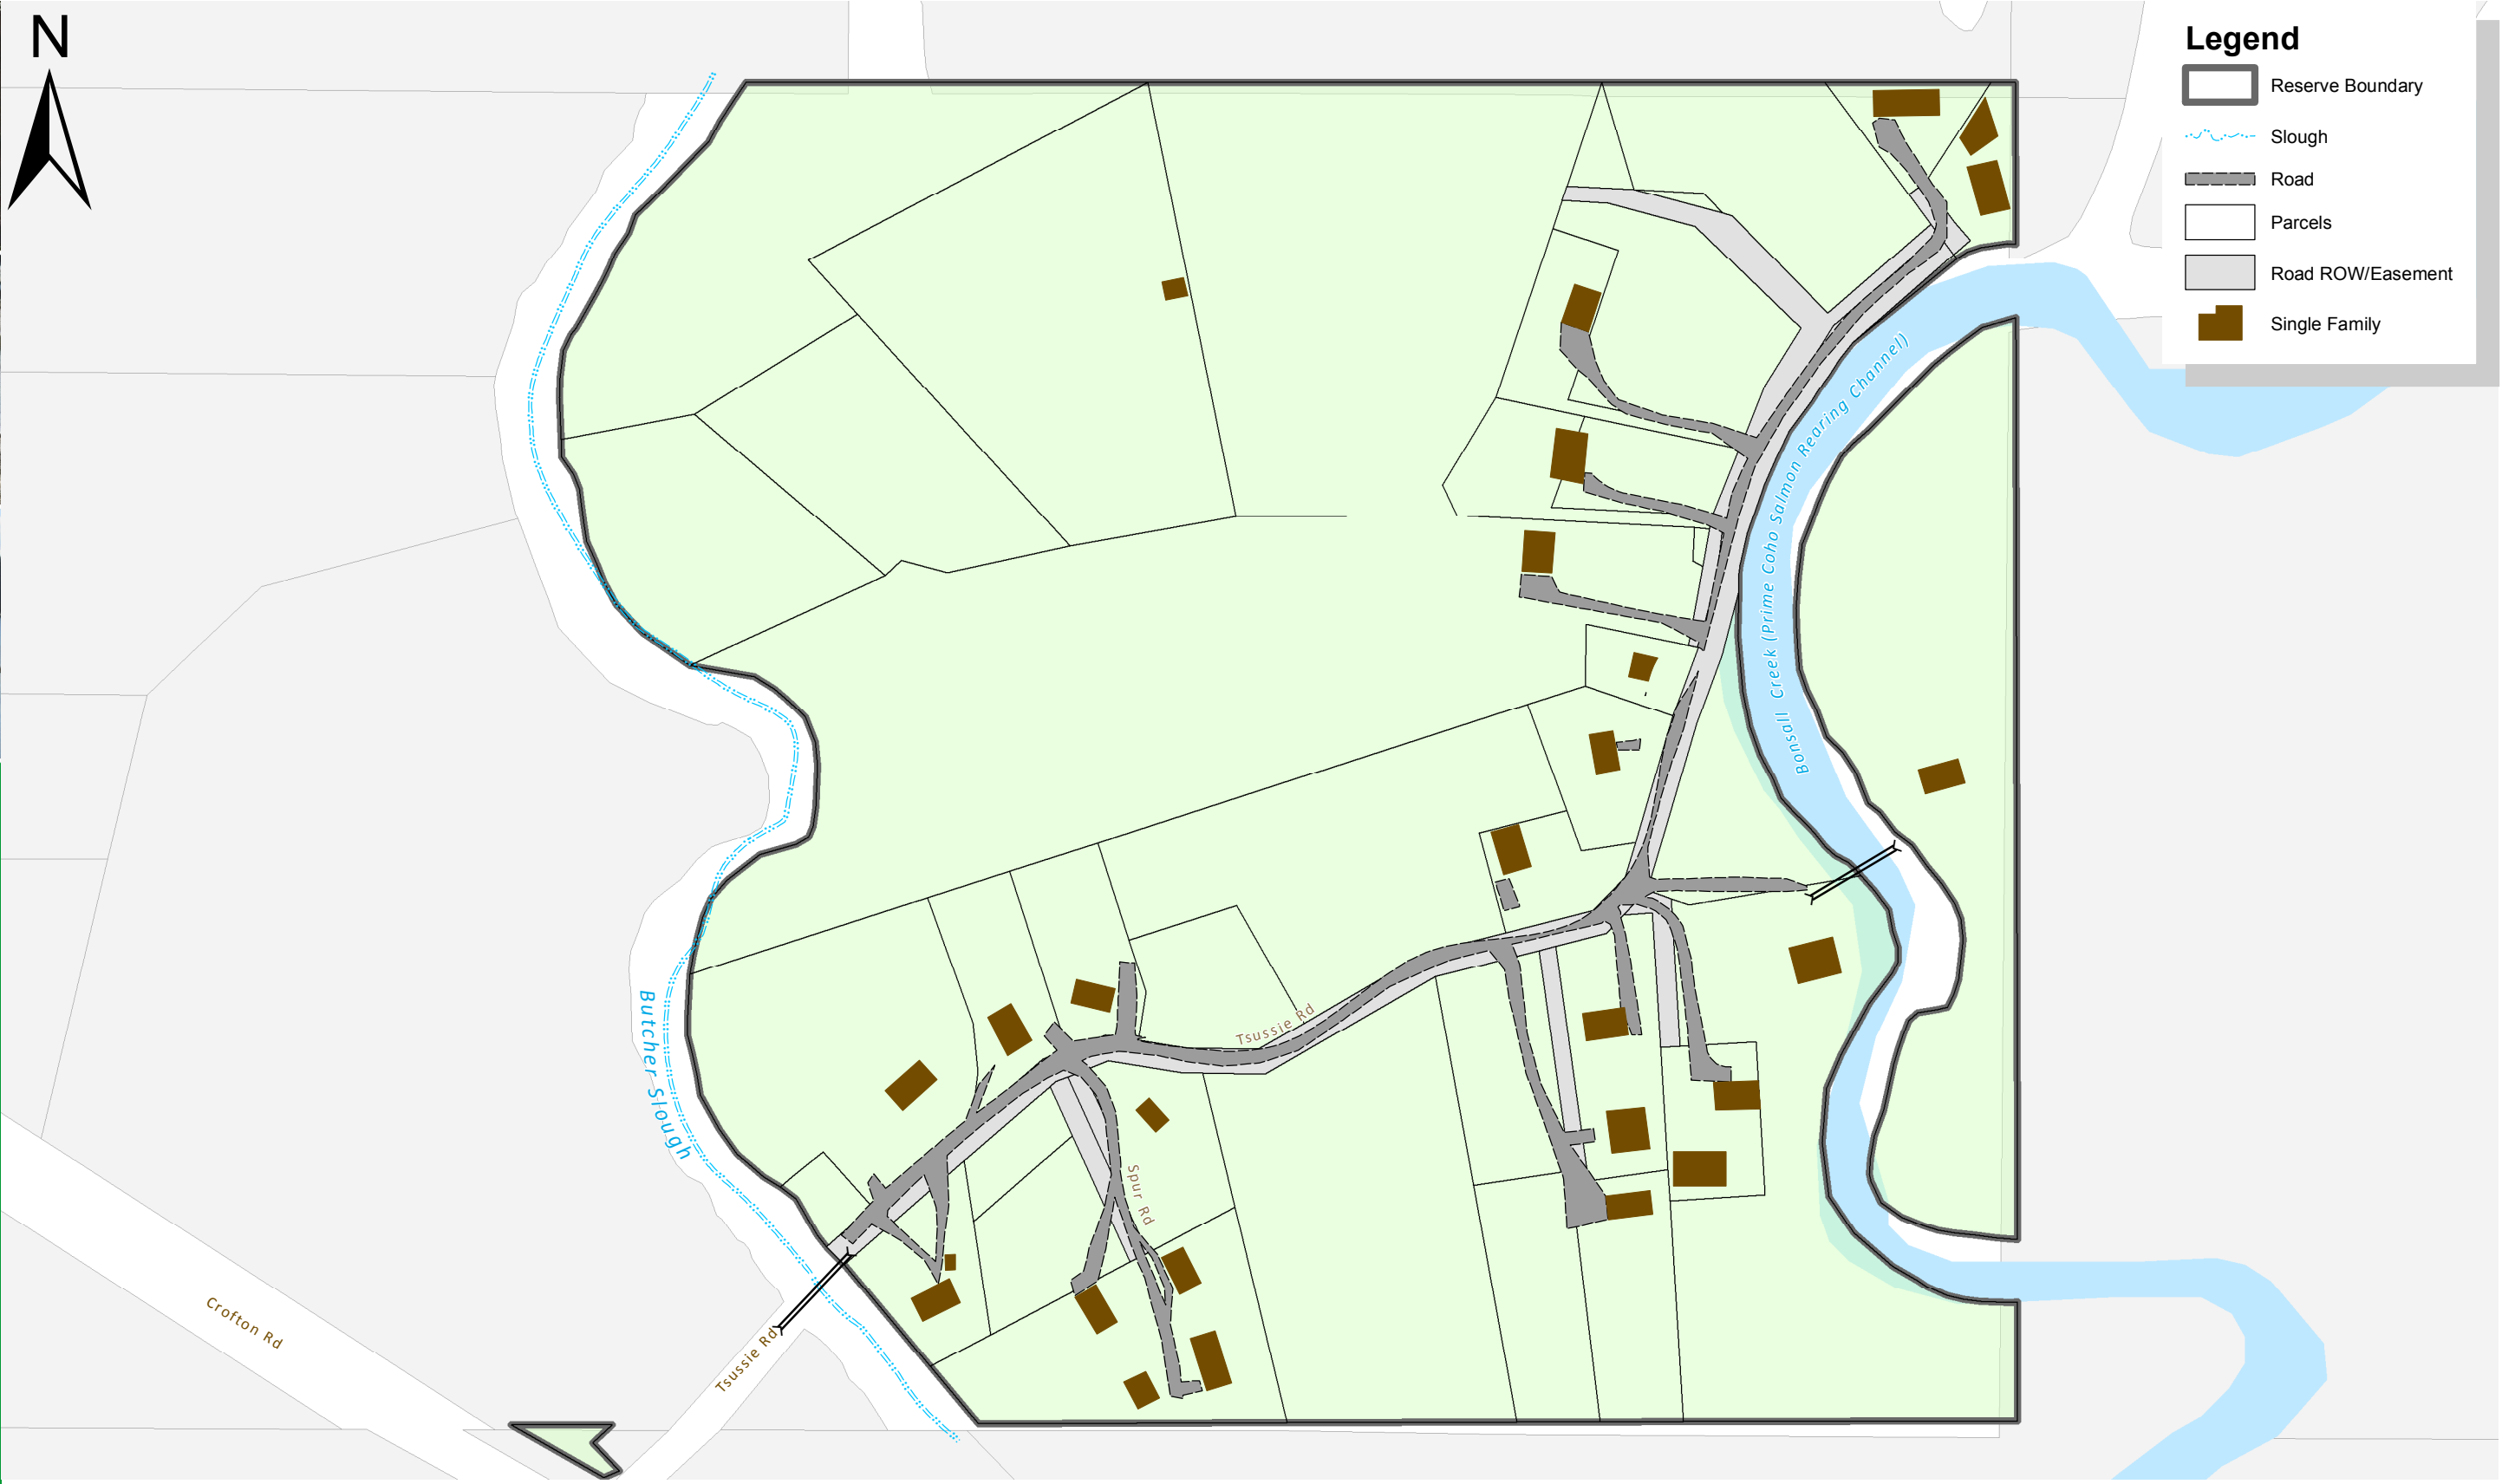 N
Legend
Reserve Boundary
Slough
Road
Parcels
Road ROW/Easement
Single Family
Bonsall Creek (Prime Coho Salmon Rearing Channel)
Tsussie Rd
Butcher Slough
Spur Rd
Crofton Rd
Tsussie Rd